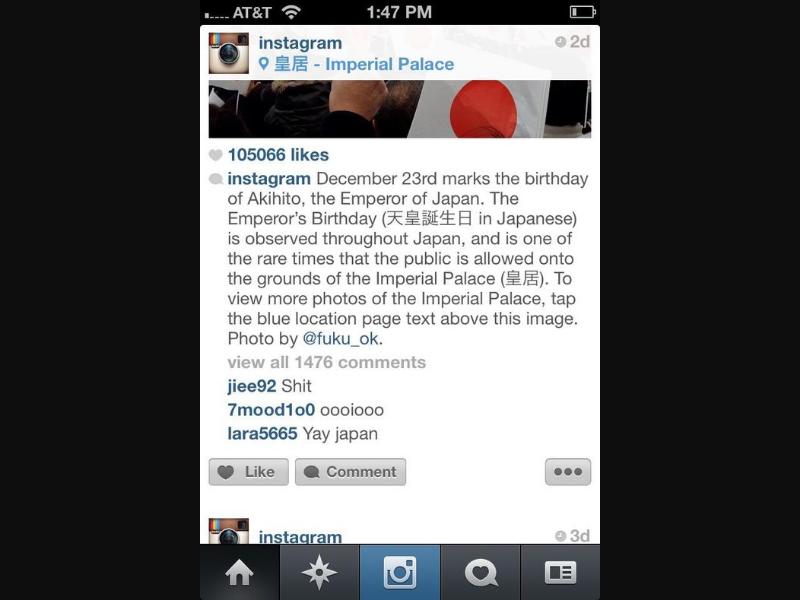 AT&T 1:47 PM
instagram 2d
皇居 - Imperial Palace
105066 likes
instagram December 23rd marks the birthday
of Akihito, the Emperor of Japan. The
Emperor's Birthday (天皇誕生日 in Japanese)
is observed throughout Japan, and is one of
the rare times that the public is allowed onto
the grounds of the Imperial Palace (皇居). To
view more photos of the Imperial Palace, tap
the blue location page text above this image.
Photo by @fuku_ok.
view all 1476 comments
jiee92 Shit
7mood1o0 oooiooo
lara5665 Yay japan
Like Comment
instagram 3d